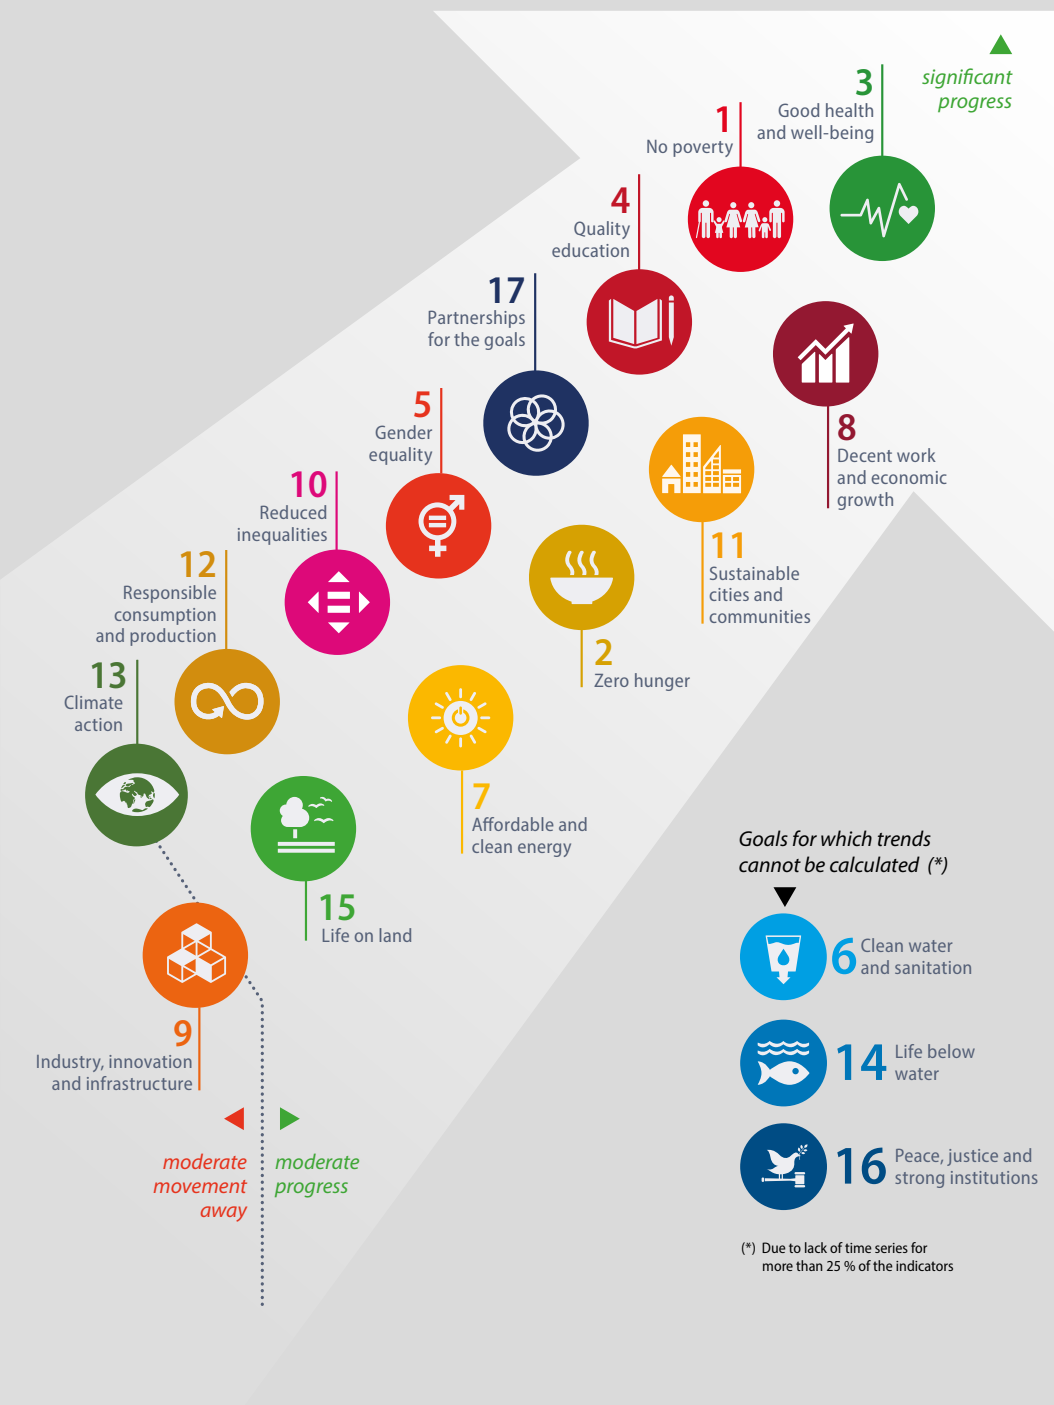 significant
progress
3
Good health
and well-being
1
No poverty
4
Quality
education
17
Partnerships
for the goals
8
Decent work
and economic
growth
5
Gender
equality
11
Sustainable
cities and
communities
10
Reduced
inequalities
2
Zero hunger
12
Responsible
consumption
and production
13
Climate
action
7
Affordable and
clean energy
15
Life on land
9
Industry, innovation
and infrastructure
moderate
movement
away
moderate
progress
Goals for which trends
cannot be calculated (*)
6 Clean water
and sanitation
14 Life below
water
16 Peace, justice and
strong institutions
(*) Due to lack of time series for
more than 25 % of the indicators